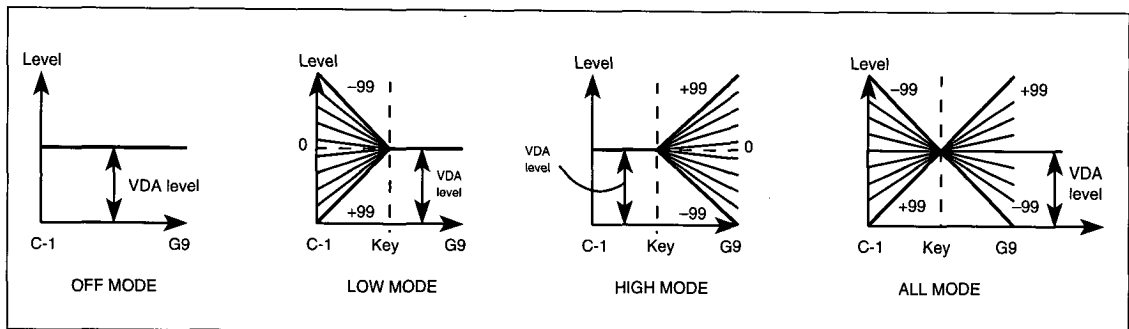 Level
VDA level
C-1 G9
OFF MODE
Level
–99
0
VDA
level
+99
C-1 Key G9
LOW MODE
Level
+99
0
VDA
level
–99
C-1 Key G9
HIGH MODE
Level
–99 +99
VDA
level
+99 –99
C-1 Key G9
ALL MODE